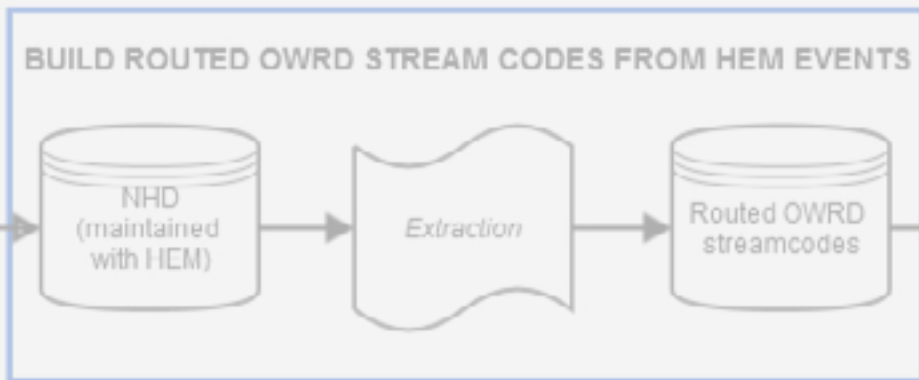 BUILD ROUTED OWRD STREAM CODES FROM HEM EVENTS
NHD
(maintained
with HEM)
Extraction
Routed OWRD
streamcodes